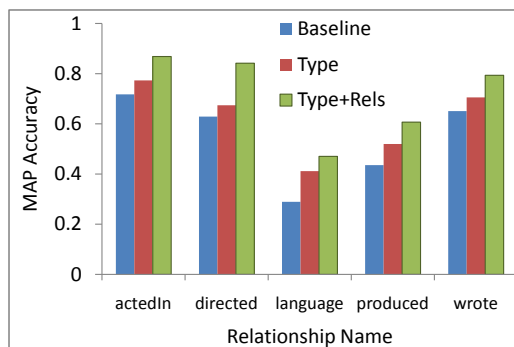 1
0.8
0.6
0.4
0.2
0
MAP Accuracy
Baseline
Type
Type+Rels
actedIn directed language produced wrote
Relationship Name